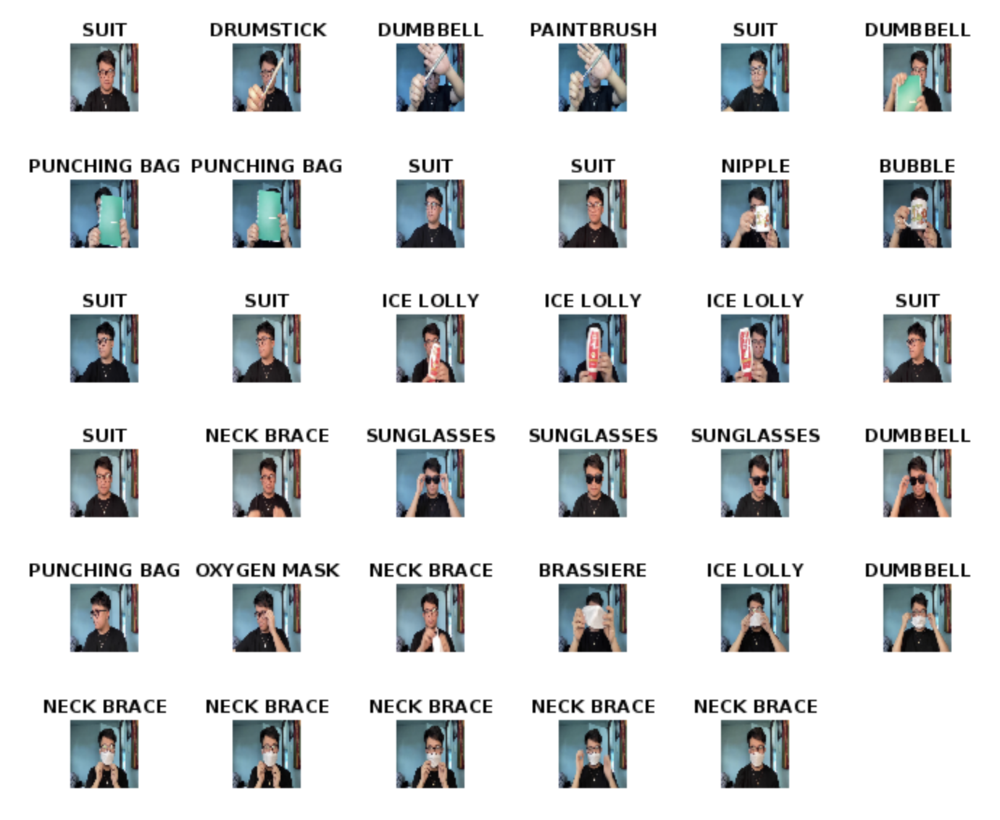 SUIT DRUMSTICK DUMBBELL PAINTBRUSH SUIT DUMBBELL
PUNCHING BAG PUNCHING BAG SUIT SUIT NIPPLE BUBBLE
SUIT SUIT ICE LOLLY ICE LOLLY ICE LOLLY SUIT
SUIT NECK BRACE SUNGLASSES SUNGLASSES SUNGLASSES DUMBBELL
PUNCHING BAG OXYGEN MASK NECK BRACE BRASSIERE ICE LOLLY DUMBBELL
NECK BRACE NECK BRACE NECK BRACE NECK BRACE NECK BRACE